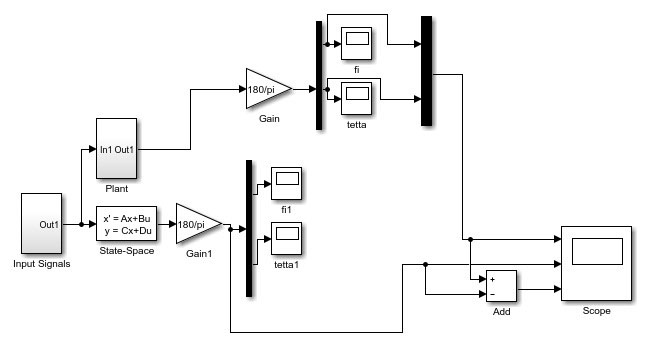 fi
180/pi
Gain
tetta
In1 Out1
Plant
fi1
Out1
Input Signals
x' = Ax+Bu
y = Cx+Du
State-Space
180/pi
Gain1
tetta1
+
−
Add
Scope